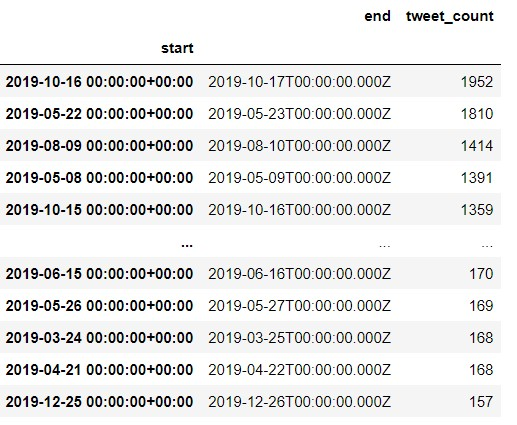 end tweet_count
start
2019-10-16 00:00:00+00:00 2019-10-17T00:00:00.000Z 1952
2019-05-22 00:00:00+00:00 2019-05-23T00:00:00.000Z 1810
2019-08-09 00:00:00+00:00 2019-08-10T00:00:00.000Z 1414
2019-05-08 00:00:00+00:00 2019-05-09T00:00:00.000Z 1391
2019-10-15 00:00:00+00:00 2019-10-16T00:00:00.000Z 1359
... ... ...
2019-06-15 00:00:00+00:00 2019-06-16T00:00:00.000Z 170
2019-05-26 00:00:00+00:00 2019-05-27T00:00:00.000Z 169
2019-03-24 00:00:00+00:00 2019-03-25T00:00:00.000Z 168
2019-04-21 00:00:00+00:00 2019-04-22T00:00:00.000Z 168
2019-12-25 00:00:00+00:00 2019-12-26T00:00:00.000Z 157